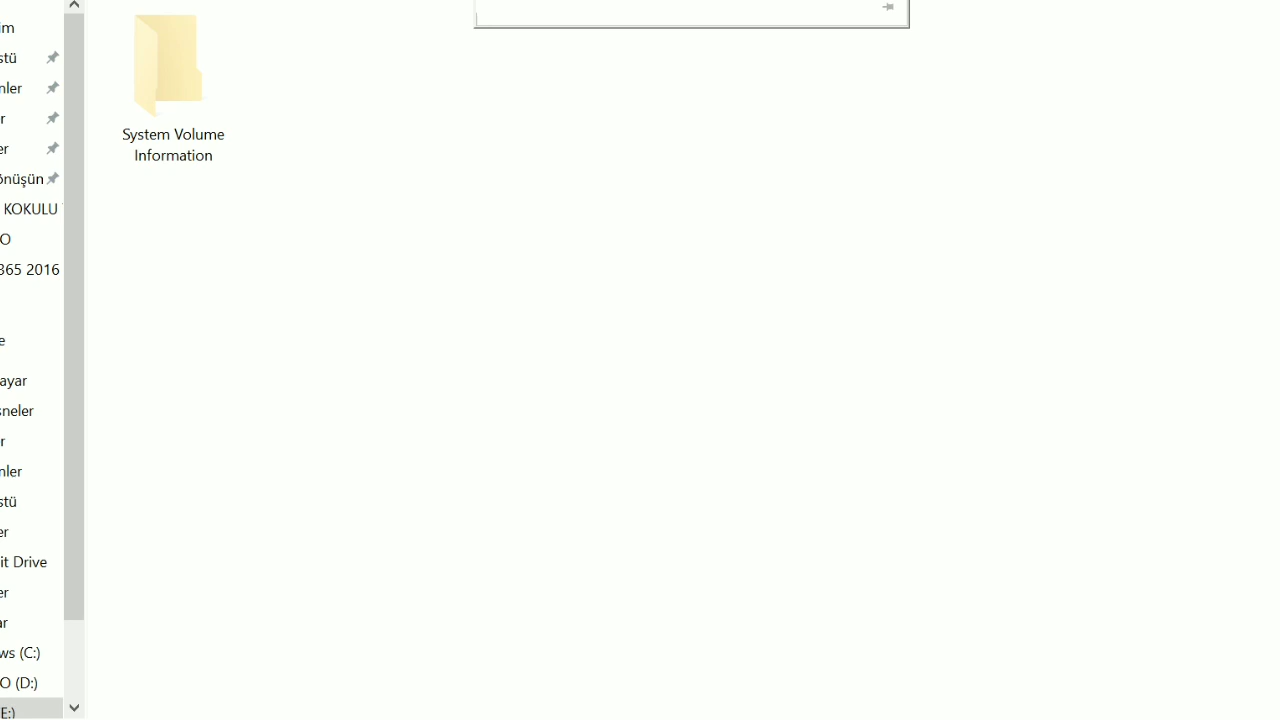 im
stü
nler
r
er
önüşün
KOKULU
O
365 2016
e
ayar
sneler
r
nler
stü
er
it Drive
er
ar
ws (C:)
O (D:)
E:)
System Volume
Information